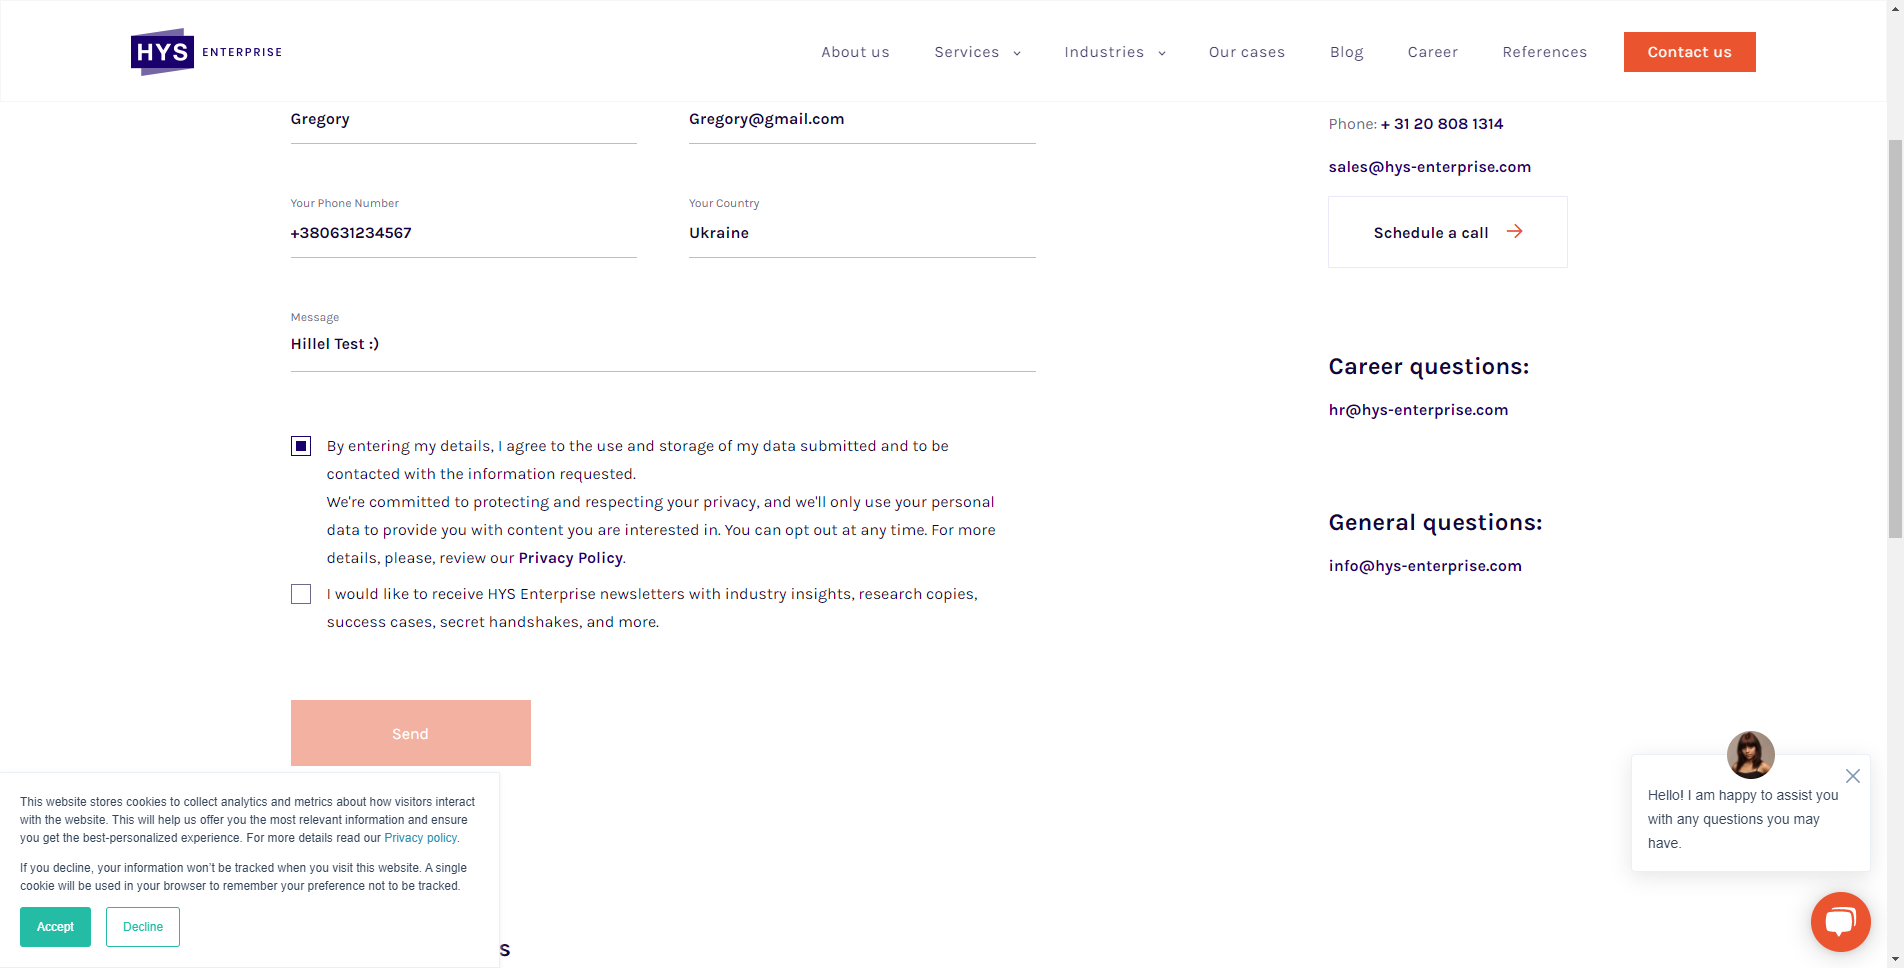 HYS ENTERPRISE
About us
Services
Industries
Our cases
Blog
Career
References
Contact us
Gregory
Gregory@gmail.com
Your Phone Number
+380631234567
Your Country
Ukraine
Message
Hillel Test :)
By entering my details, I agree to the use and storage of my data submitted and to be
contacted with the information requested.
We're committed to protecting and respecting your privacy, and we'll only use your personal
data to provide you with content you are interested in. You can opt out at any time. For more
details, please, review our Privacy Policy.
I would like to receive HYS Enterprise newsletters with industry insights, research copies,
success cases, secret handshakes, and more.
Send
Phone: + 31 20 808 1314
sales@hys-enterprise.com
Schedule a call
Career questions:
hr@hys-enterprise.com
General questions:
info@hys-enterprise.com
Hello! I am happy to assist you
with any questions you may
have.
This website stores cookies to collect analytics and metrics about how visitors interact
with the website. This will help us offer you the most relevant information and ensure
you get the best-personalized experience. For more details read our Privacy policy.
If you decline, your information won't be tracked when you visit this website. A single
cookie will be used in your browser to remember your preference not to be tracked.
Accept
Decline